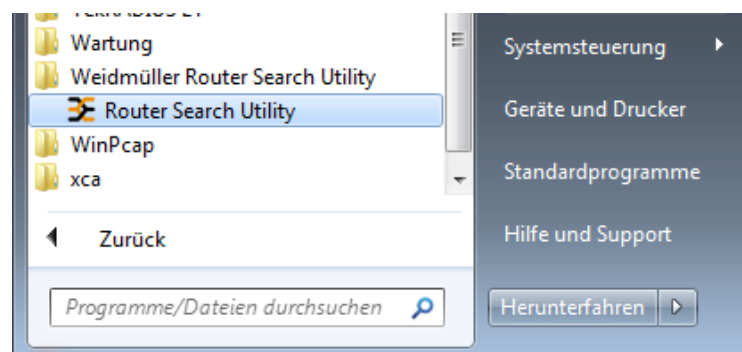 Wartung
Weidmüller Router Search Utility
Router Search Utility
WinPcap
xca
Zurück
Programme/Dateien durchsuchen
Systemsteuerung
Geräte und Drucker
Standardprogramme
Hilfe und Support
Herunterfahren